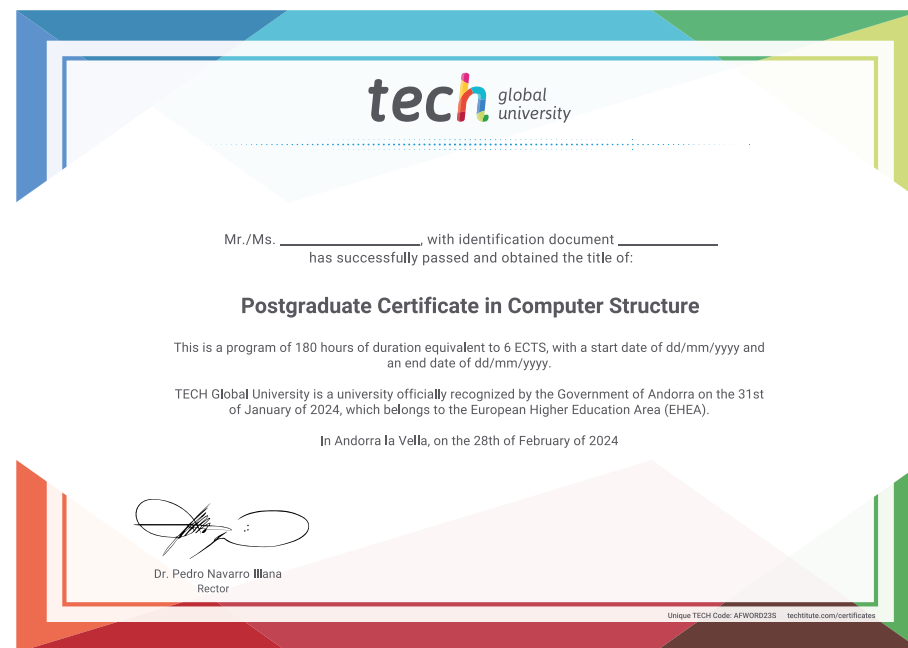 tech global university
Mr./Ms. ______________, with identification document __________
has successfully passed and obtained the title of:
Postgraduate Certificate in Computer Structure
This is a program of 180 hours of duration equivalent to 6 ECTS, with a start date of dd/mm/yyyy and
an end date of dd/mm/yyyy.
TECH Global University is a university officially recognized by the Government of Andorra on the 31st
of January of 2024, which belongs to the European Higher Education Area (EHEA).
In Andorra la Vella, on the 28th of February of 2024
Dr. Pedro Navarro Illana
Rector
Unique TECH Code: AFWORD23S techtitute.com/certificates